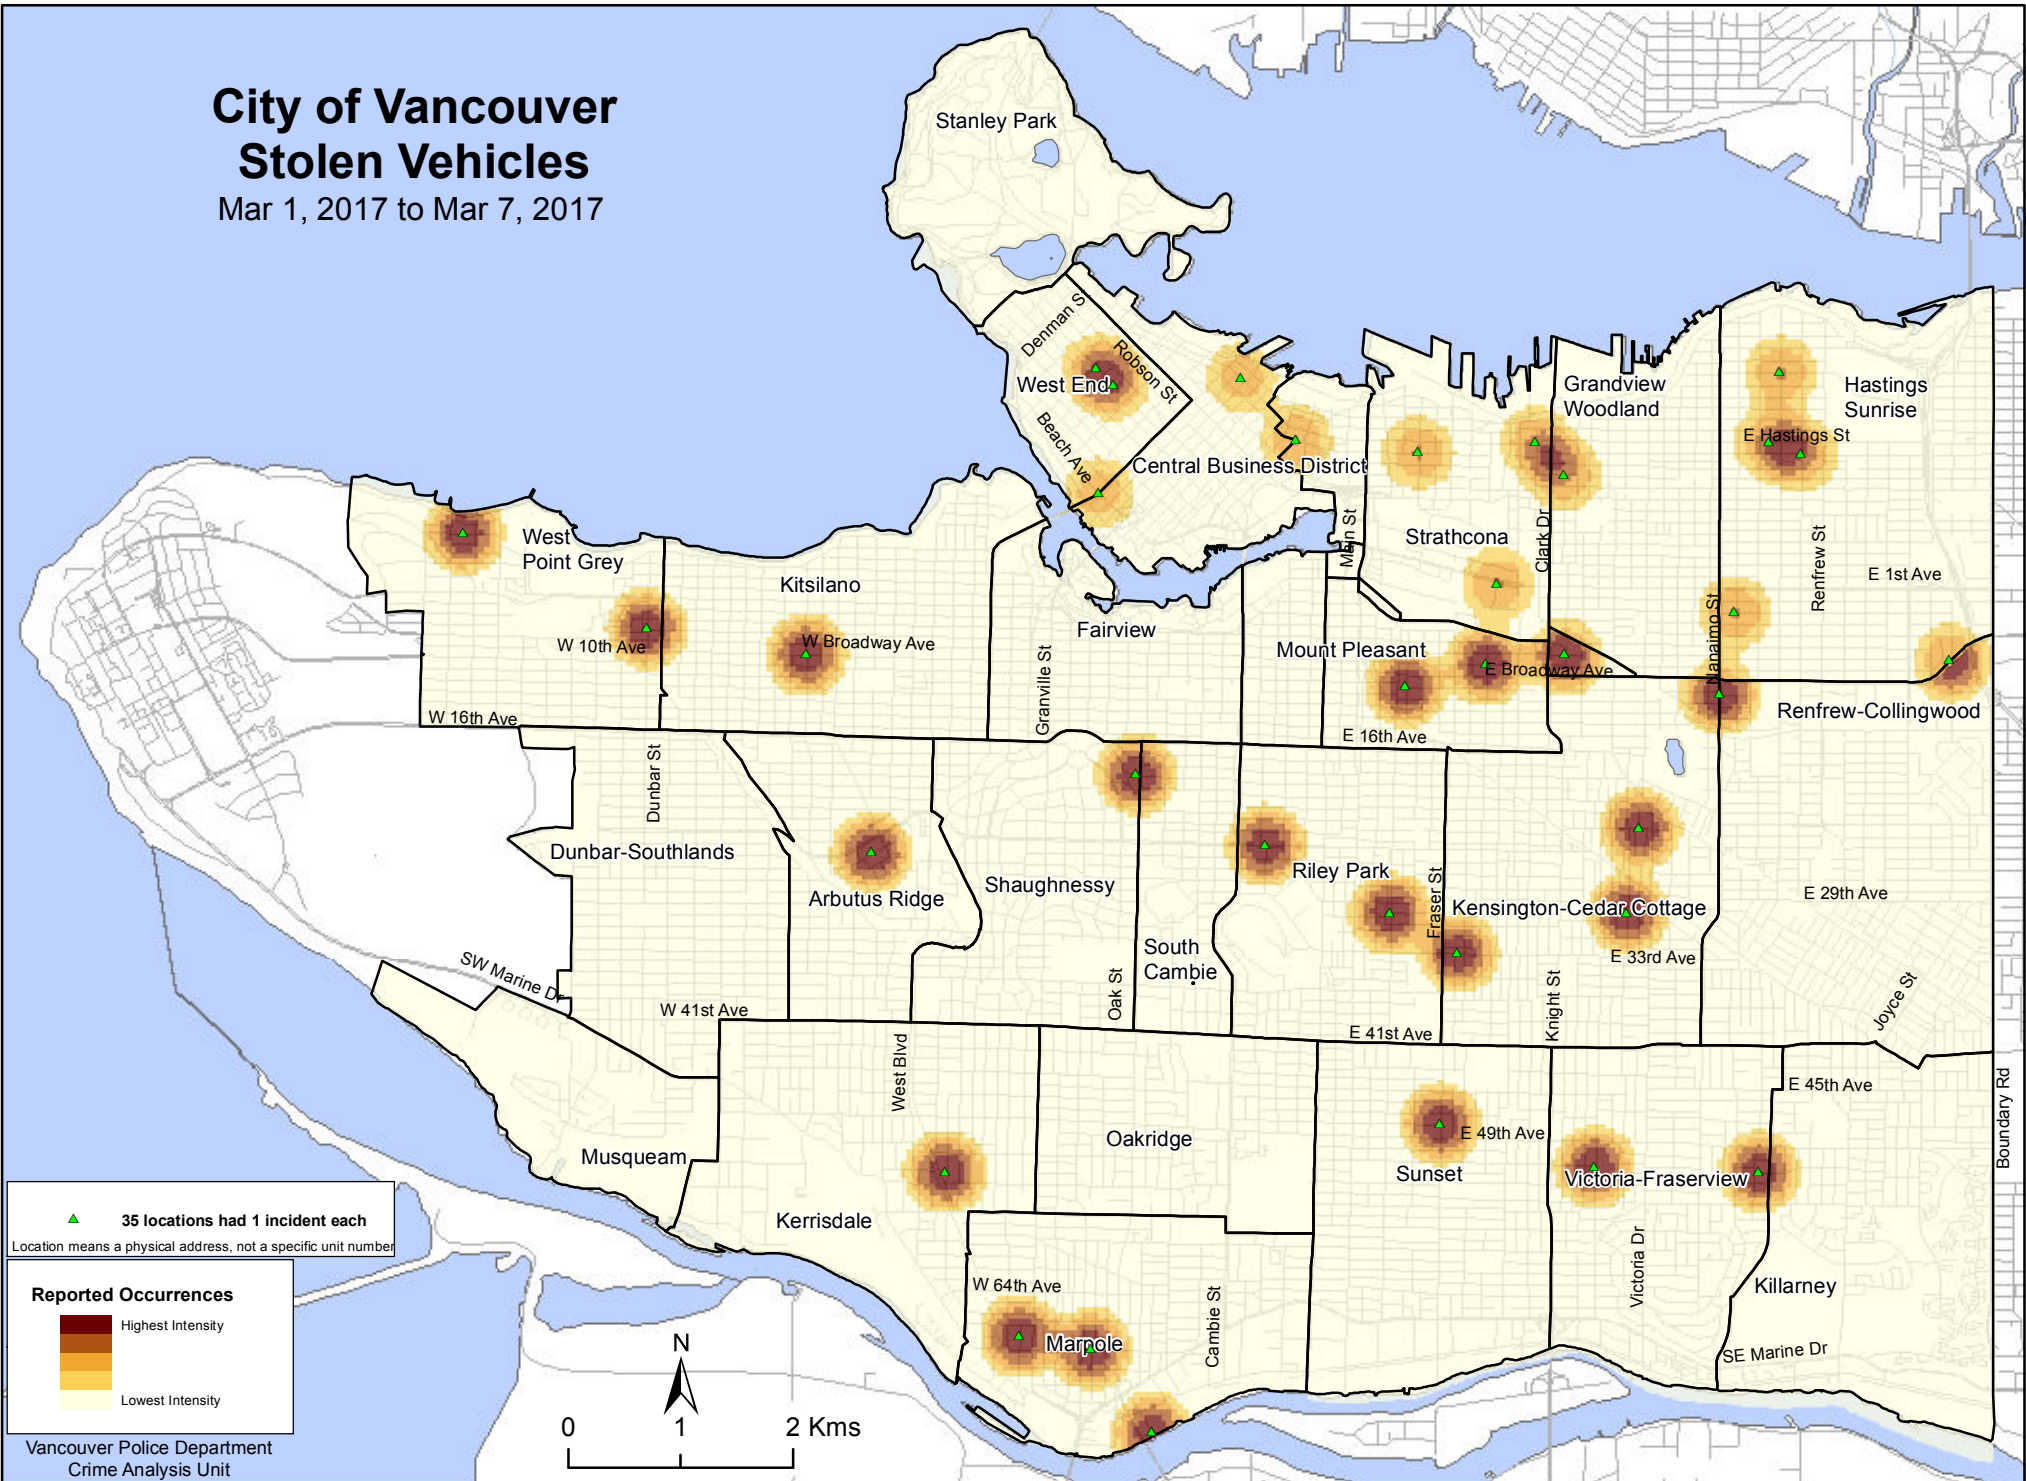 City of Vancouver
Stolen Vehicles
Mar 1, 2017 to Mar 7, 2017
Stanley Park
Denman St
Robson St
West End
Beach Ave
Central Business District
Grandview
Woodland
Hastings
Sunrise
E Hastings St
Main St
Strathcona
Clark Dr
Nanaimo St
Renfrew St
E 1st Ave
West
Point Grey
Kitsilano
W 10th Ave
W Broadway Ave
Fairview
Granville St
Mount Pleasant
E Broadway Ave
W 16th Ave
E 16th Ave
Renfrew-Collingwood
Dunbar St
Dunbar-Southlands
Arbutus Ridge
Shaughnessy
South
Cambie
Oak St
Riley Park
Fraser St
Kensington-Cedar Cottage
E 29th Ave
E 33rd Ave
Knight St
Joyce St
SW Marine Dr
W 41st Ave
E 41st Ave
West Blvd
E 45th Ave
Boundary Rd
Musqueam
Oakridge
E 49th Ave
Sunset
Victoria-Fraserview
Kerrisdale
Victoria Dr
Killarney
W 64th Ave
Marpole
Cambie St
SE Marine Dr
35 locations had 1 incident each
Location means a physical address, not a specific unit number
Reported Occurrences
Highest Intensity
Lowest Intensity
Vancouver Police Department
Crime Analysis Unit
N
0 1 2 Kms